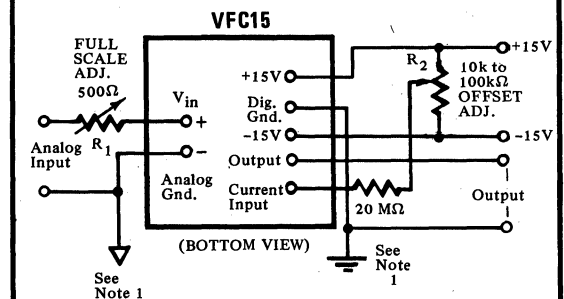 VFC15
FULL
SCALE
ADJ.
500Ω
R1
Analog
Input
Vin
+
−
Analog
Gnd.
+15V
Dig.
Gnd.
−15V
Output
Current
Input
(BOTTOM VIEW)
R2
10k to
100kΩ
OFFSET
ADJ.
20 MΩ
+15V
−15V
Output
See
Note 1
See
Note
1